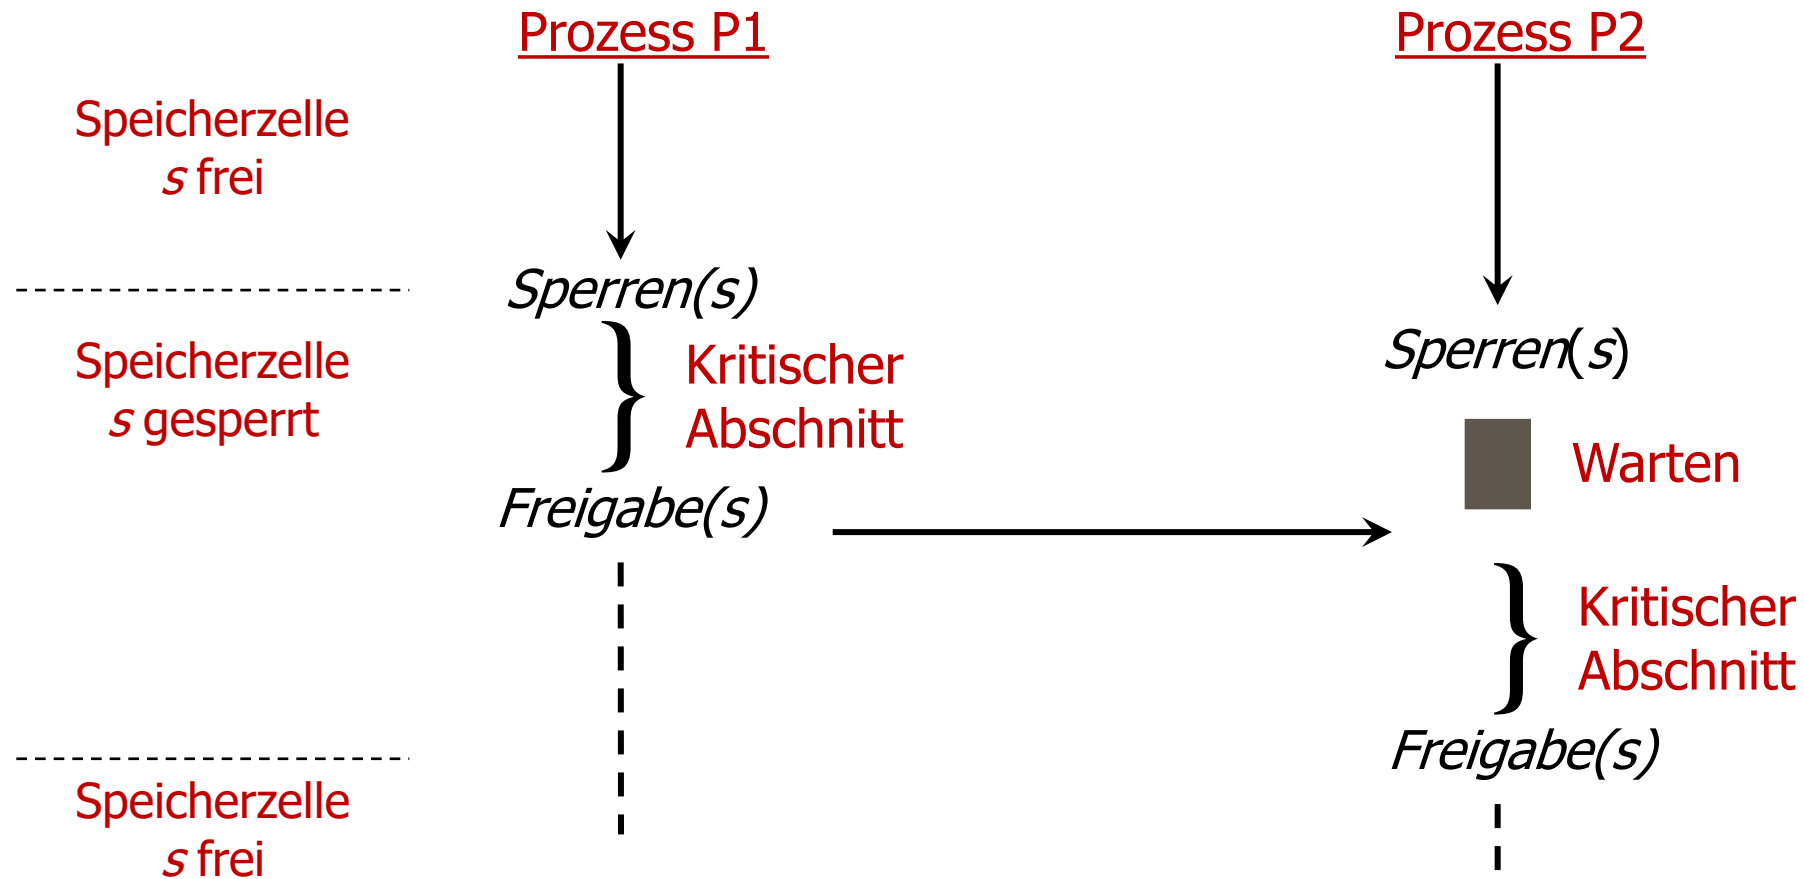 Prozess P1
Prozess P2
Speicherzelle
s frei
Sperren(s)
Speicherzelle
s gesperrt
Kritischer
Abschnitt
Sperren(s)
Warten
Freigabe(s)
Kritischer
Abschnitt
Freigabe(s)
Speicherzelle
s frei